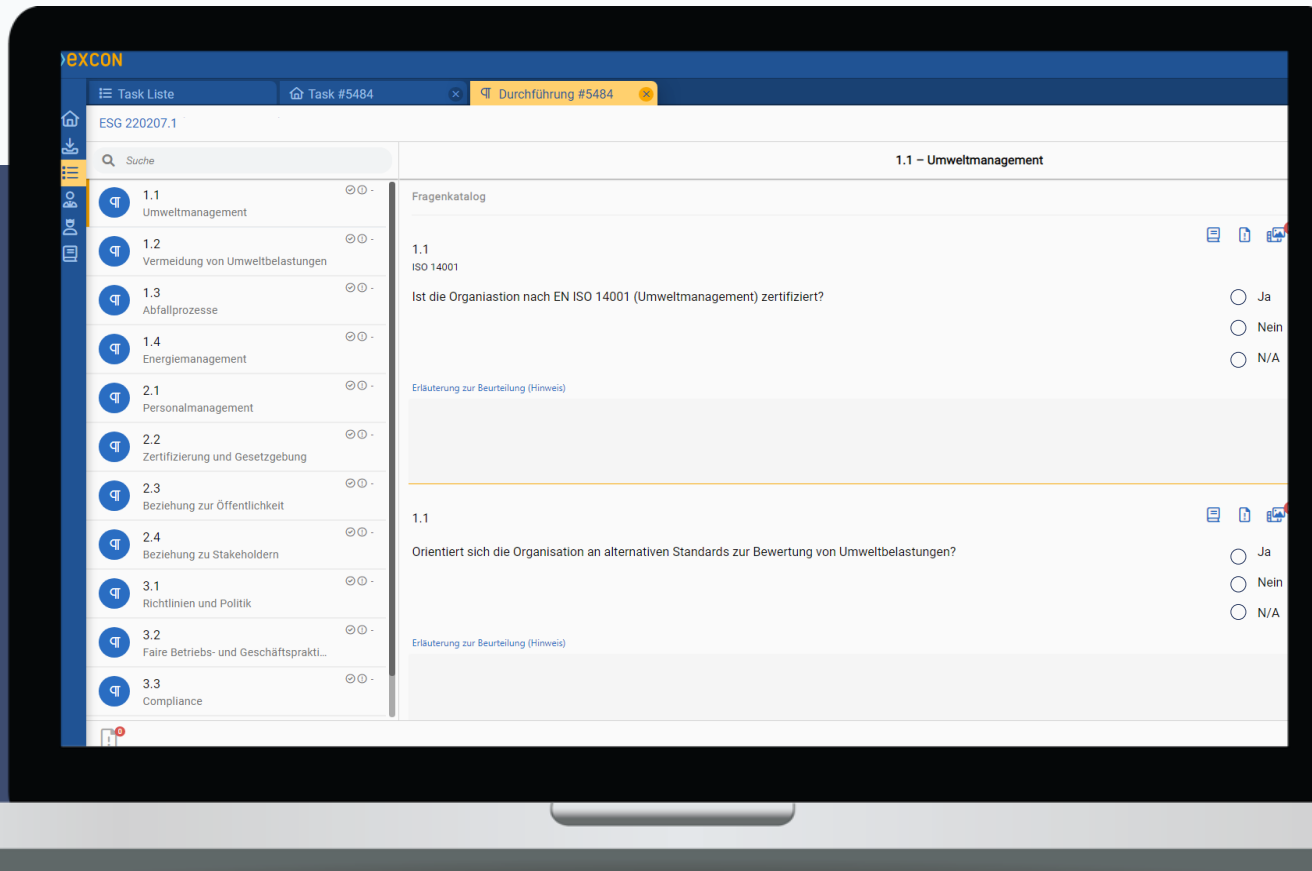 excon
Task Liste
Task #5484
Durchführung #5484
ESG 220207.1
Suche
1.1 – Umweltmanagement
1.1
Umweltmanagement
1.2
Vermeidung von Umweltbelastungen
1.3
Abfallprozesse
1.4
Energiemanagement
2.1
Personalmanagement
2.2
Zertifizierung und Gesetzgebung
2.3
Beziehung zur Öffentlichkeit
2.4
Beziehung zu Stakeholdern
3.1
Richtlinien und Politik
3.2
Faire Betriebs- und Geschäftsprakti...
3.3
Compliance
0
Fragenkatalog
1.1
ISO 14001
Ist die Organiastion nach EN ISO 14001 (Umweltmanagement) zertifiziert?
Ja
Nein
N/A
Erläuterung zur Beurteilung (Hinweis)
1.1
Orientiert sich die Organisation an alternativen Standards zur Bewertung von Umweltbelastungen?
Ja
Nein
N/A
Erläuterung zur Beurteilung (Hinweis)